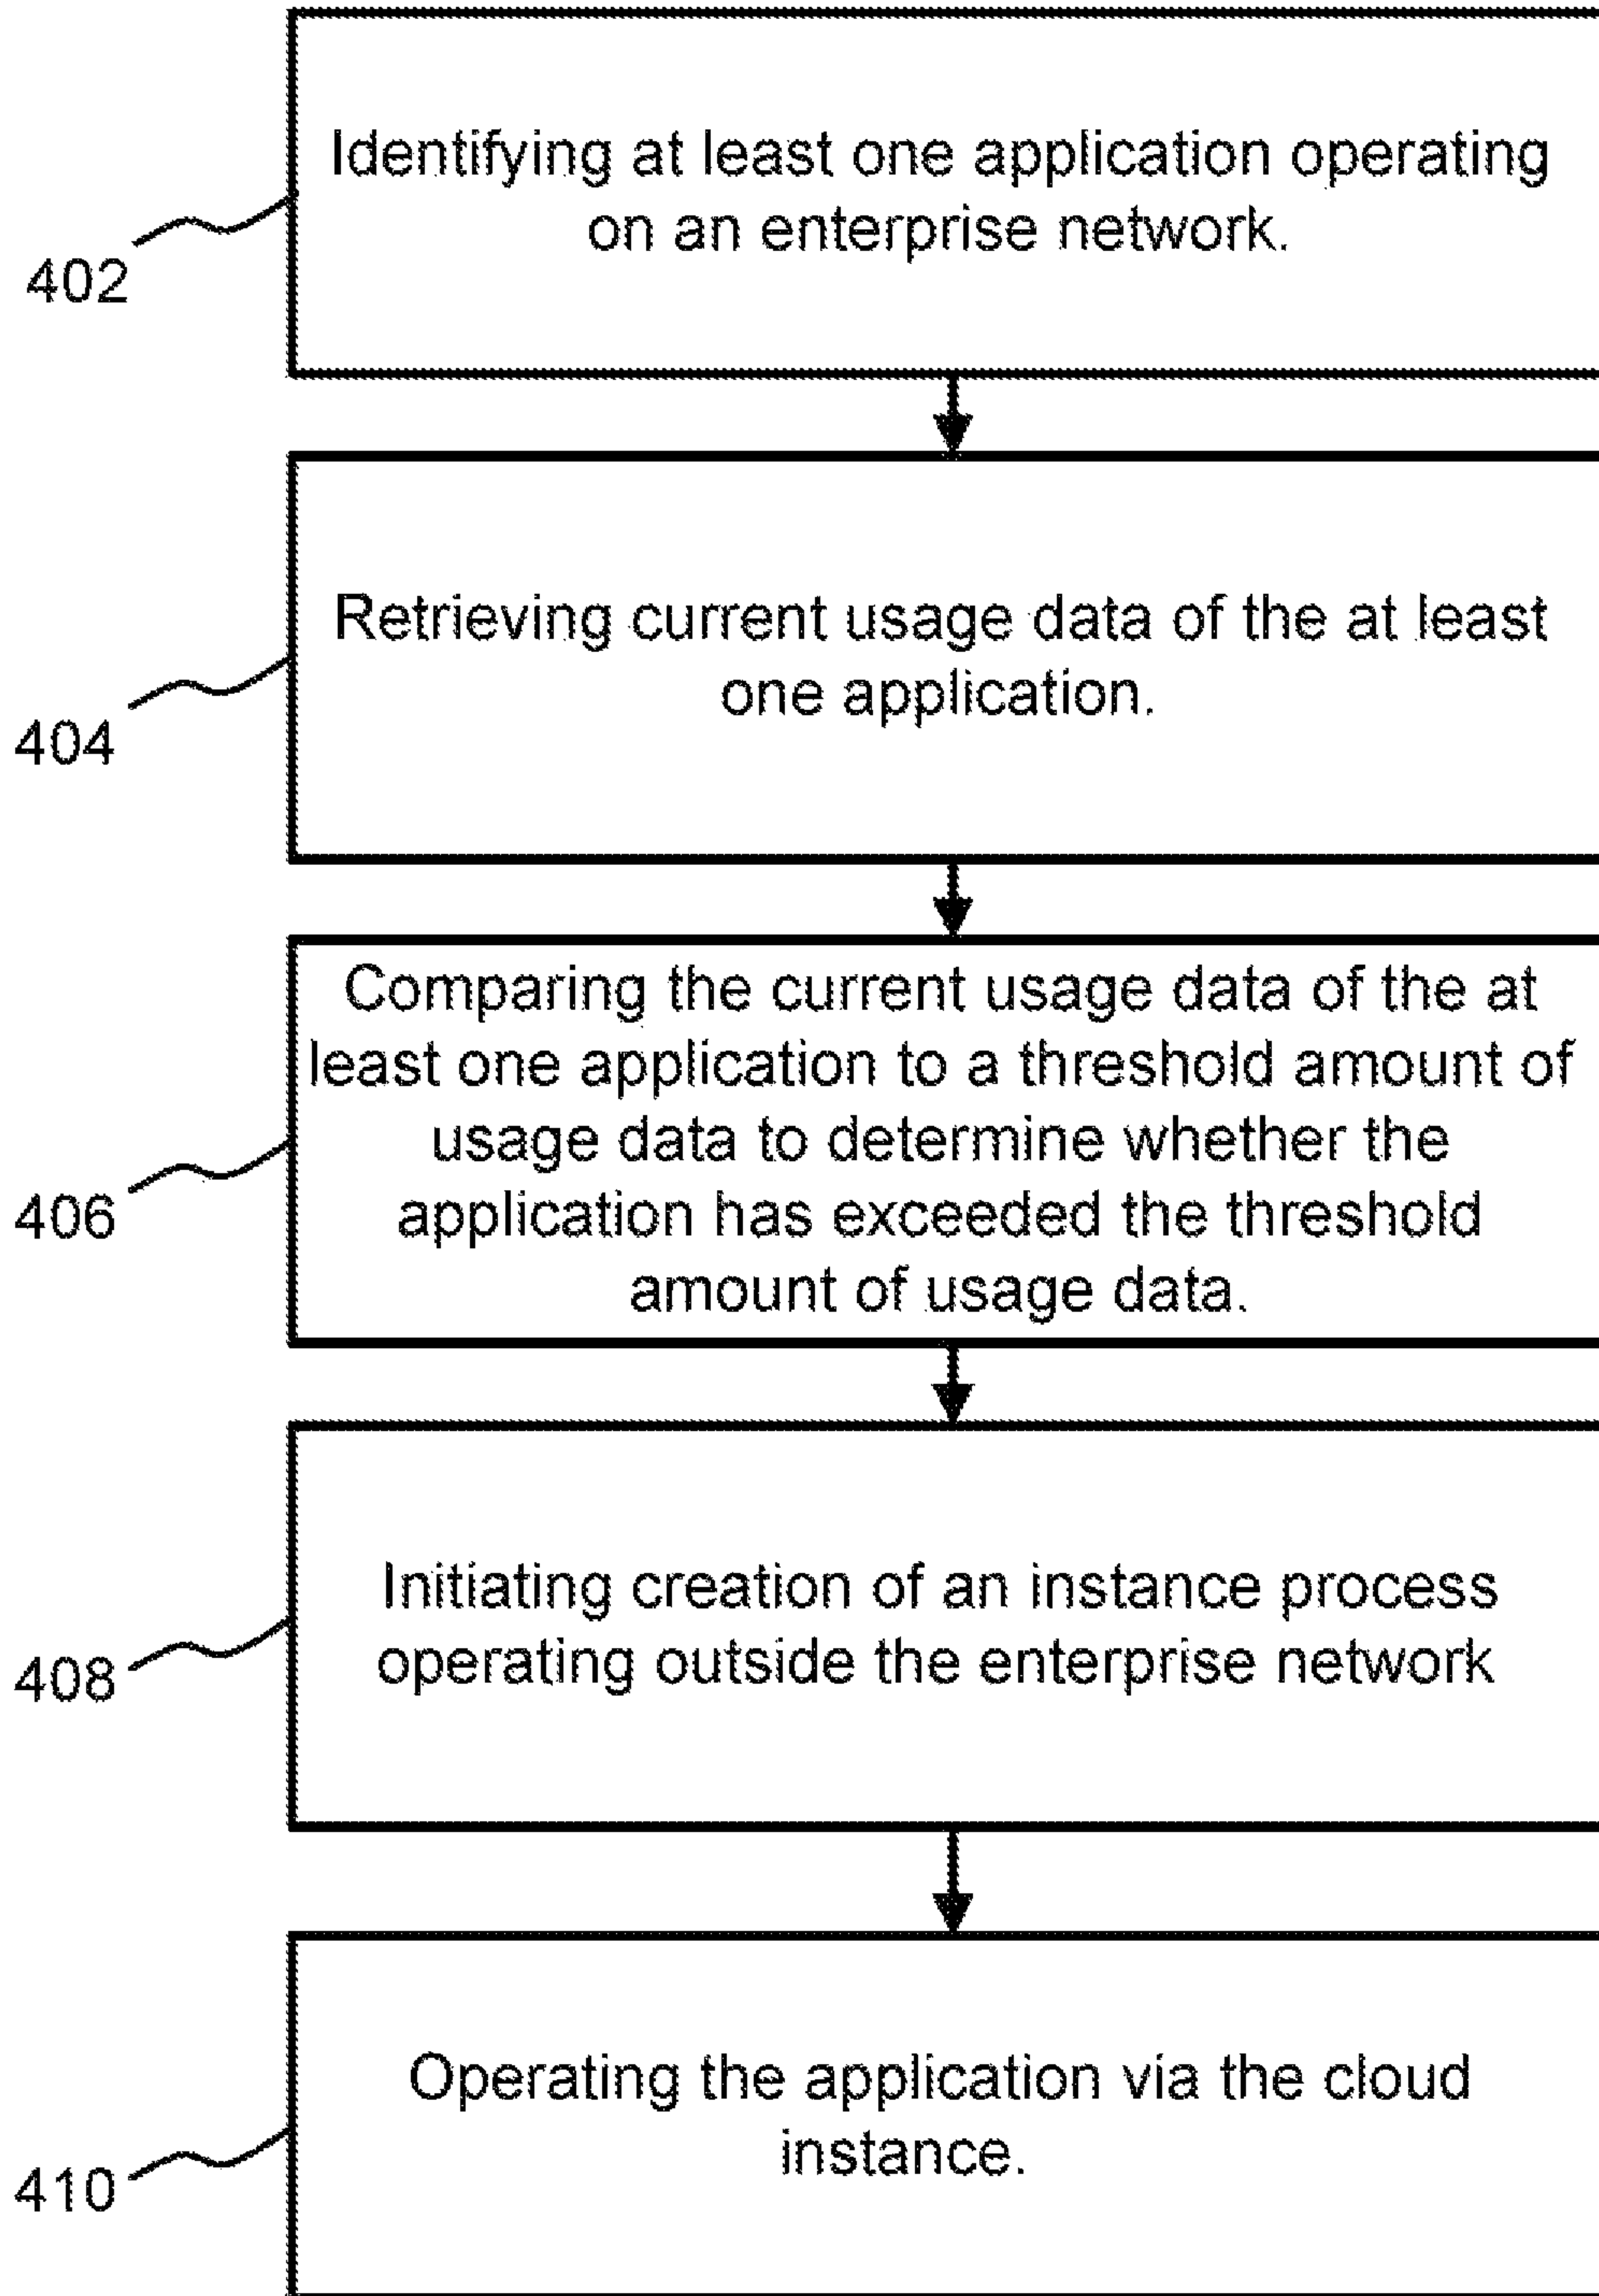 Identifying at least one application operating
on an enterprise network.
402
Retrieving current usage data of the at least
one application.
404
Comparing the current usage data of the at
least one application to a threshold amount of
usage data to determine whether the
application has exceeded the threshold
amount of usage data.
406
Initiating creation of an instance process
operating outside the enterprise network
408
Operating the application via the cloud
instance.
410